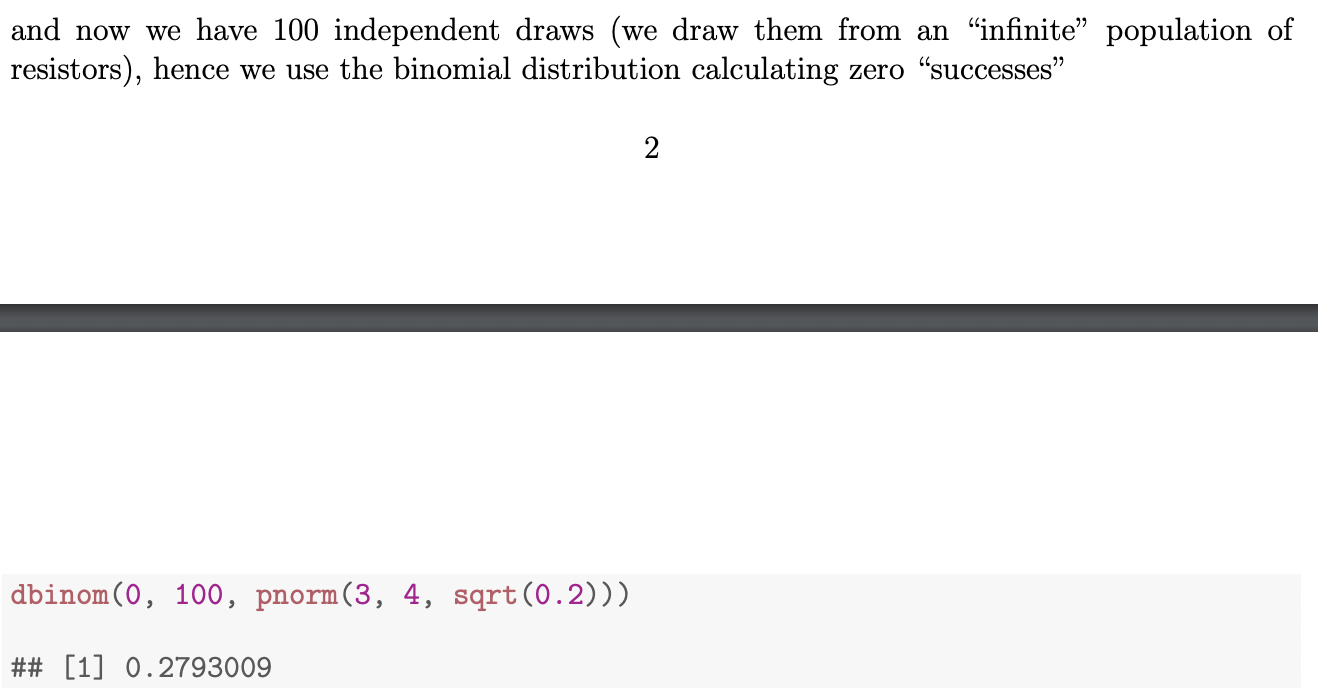 and now we have 100 independent draws (we draw them from an “infinite” population of
resistors), hence we use the binomial distribution calculating zero “successes”
2
dbinom(0, 100, pnorm(3, 4, sqrt(0.2)))
## [1] 0.2793009